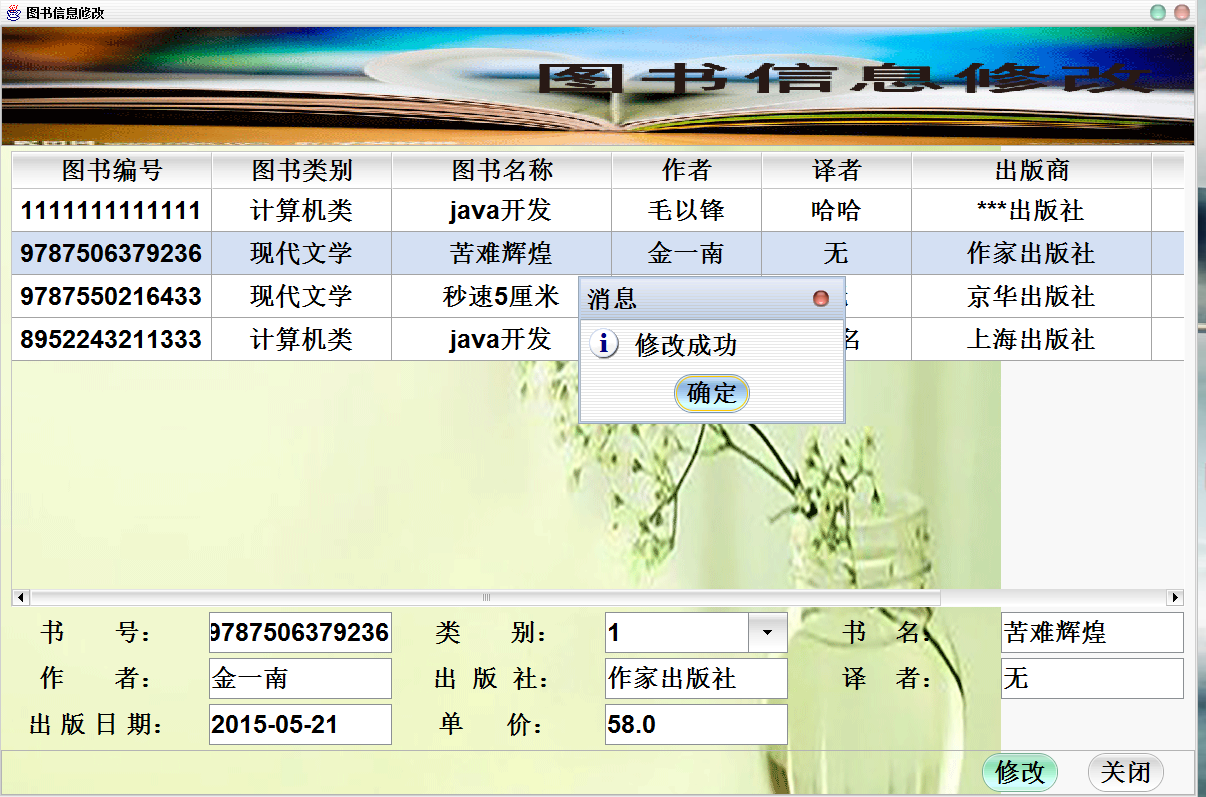 图书信息修改
图书信息修改
图书编号 图书类别 图书名称 作者 译者 出版商
1111111111111 计算机类 java开发 毛以锋 哈哈 ***出版社
9787506379236 现代文学 苦难辉煌 金一南 无 作家出版社
9787550216433 现代文学 秒速5厘米 京华出版社
8952243211333 计算机类 java开发 名 上海出版社
消息
修改成功
确定
书 号: 9787506379236 类 别: 1 书 名: 苦难辉煌
作 者: 金一南 出 版 社: 作家出版社 译 者: 无
出 版 日 期: 2015-05-21 单 价: 58.0
修改 关闭